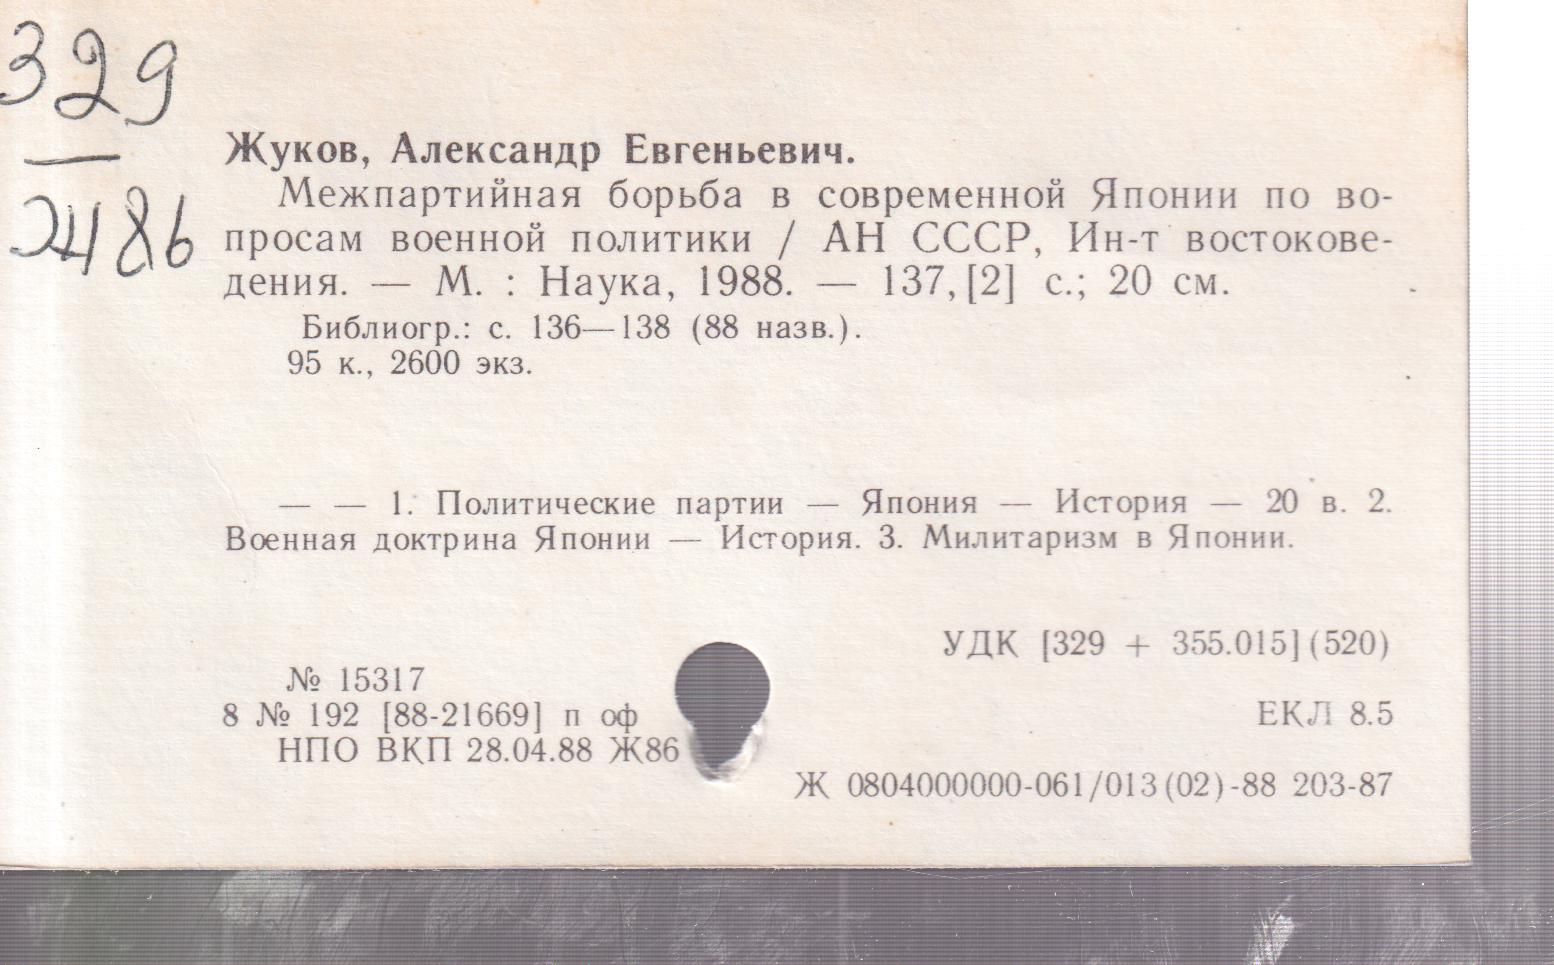 329
Ж486
Жуков, Александр Евгеньевич.
Межпартийная борьба в современной Японии по во-
просам военной политики / АН СССР, Ин-т востокове-
дения. — М. : Наука, 1988. — 137, [2] с.; 20 см.
Библиогр.: с. 136—138 (88 назв.).
95 к., 2600 экз.
— — 1. Политические партии — Япония — История — 20 в. 2.
Военная доктрина Японии — История. 3. Милитаризм в Японии.
УДК [329 + 355.015] (520)
№ 15317
8 № 192 [88-21669] п оф
ЕКЛ 8.5
НПО ВКП 28.04.88 Ж86
Ж 0804000000-061/013(02)-88 203-87